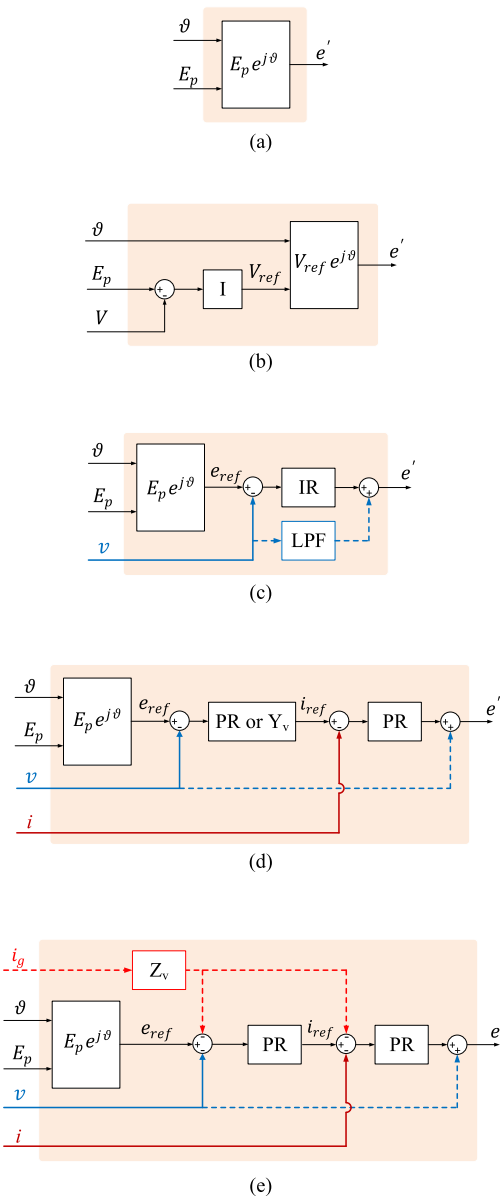 ϑ
E_p
E_p e^{jϑ}
e'
(a)
ϑ
E_p
V
+
-
I
V_ref
V_ref e^{jϑ}
e'
(b)
ϑ
E_p
v
E_p e^{jϑ}
e_ref
+
-
IR
LPF
+
+
e'
(c)
ϑ
E_p
v
i
E_p e^{jϑ}
e_ref
+
-
PR or Y_v
i_ref
+
-
PR
+
+
e'
(d)
i_g
Z_v
ϑ
E_p
v
i
E_p e^{jϑ}
e_ref
-
+
-
PR
i_ref
-
+
-
PR
+
+
e
(e)